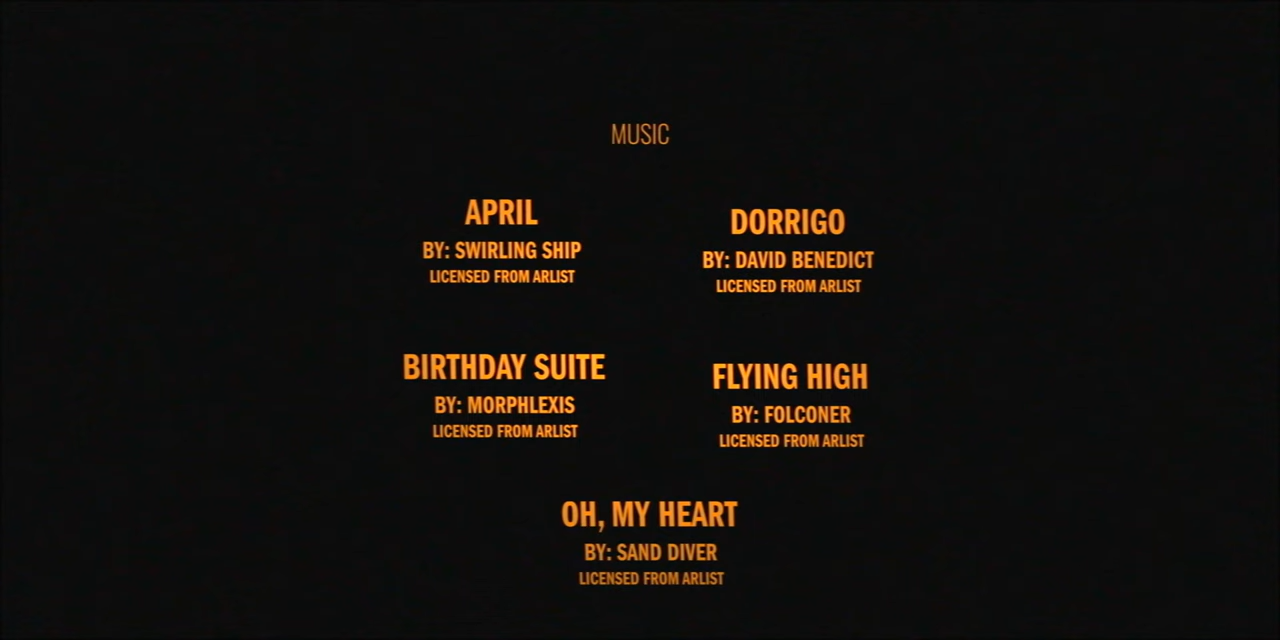 MUSIC
APRIL
BY: SWIRLING SHIP
LICENSED FROM ARLIST
DORRIGO
BY: DAVID BENEDICT
LICENSED FROM ARLIST
BIRTHDAY SUITE
BY: MORPHLEXIS
LICENSED FROM ARLIST
FLYING HIGH
BY: FOLCONER
LICENSED FROM ARLIST
OH, MY HEART
BY: SAND DIVER
LICENSED FROM ARLIST